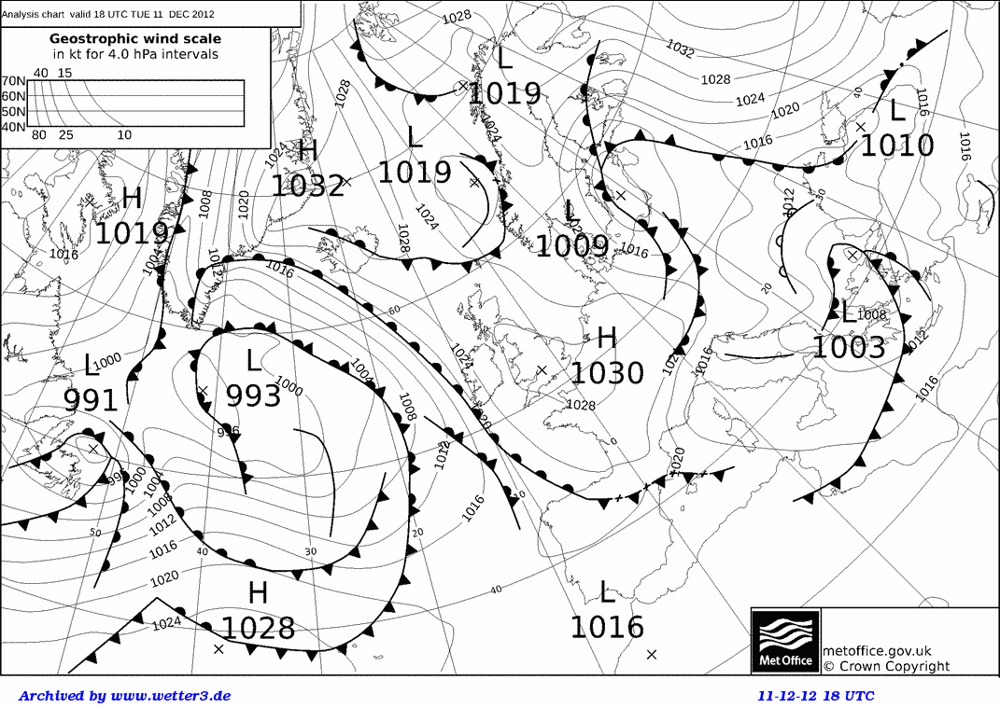 Analysis chart valid 18 UTC TUE 11 DEC 2012
Geostrophic wind scale
in kt for 4.0 hPa intervals
40 15
70N
60N
50N
40N
80 25 10
1028
1032
1028
1024
1020
1016
40
1016
1016
L
1019
L
1010
1028
1024
1024
H
1032
L
1019
1008
1020
1012
30
H
1019
1024
1028
L
1009
1016
1016
1004
1012
1016
20
60
L
1003
1008
1012
1016
H
1030
1028
1024
1016
L
991
1000
L
993
1000
1004
1008
996
1012
1016
1020
0
10
1000
1004
1008
1012
1016
1020
1024
50
40
30
20
40
H
1028
L
1016
Met Office
metoffice.gov.uk
© Crown Copyright
Archived by www.wetter3.de
11-12-12 18 UTC